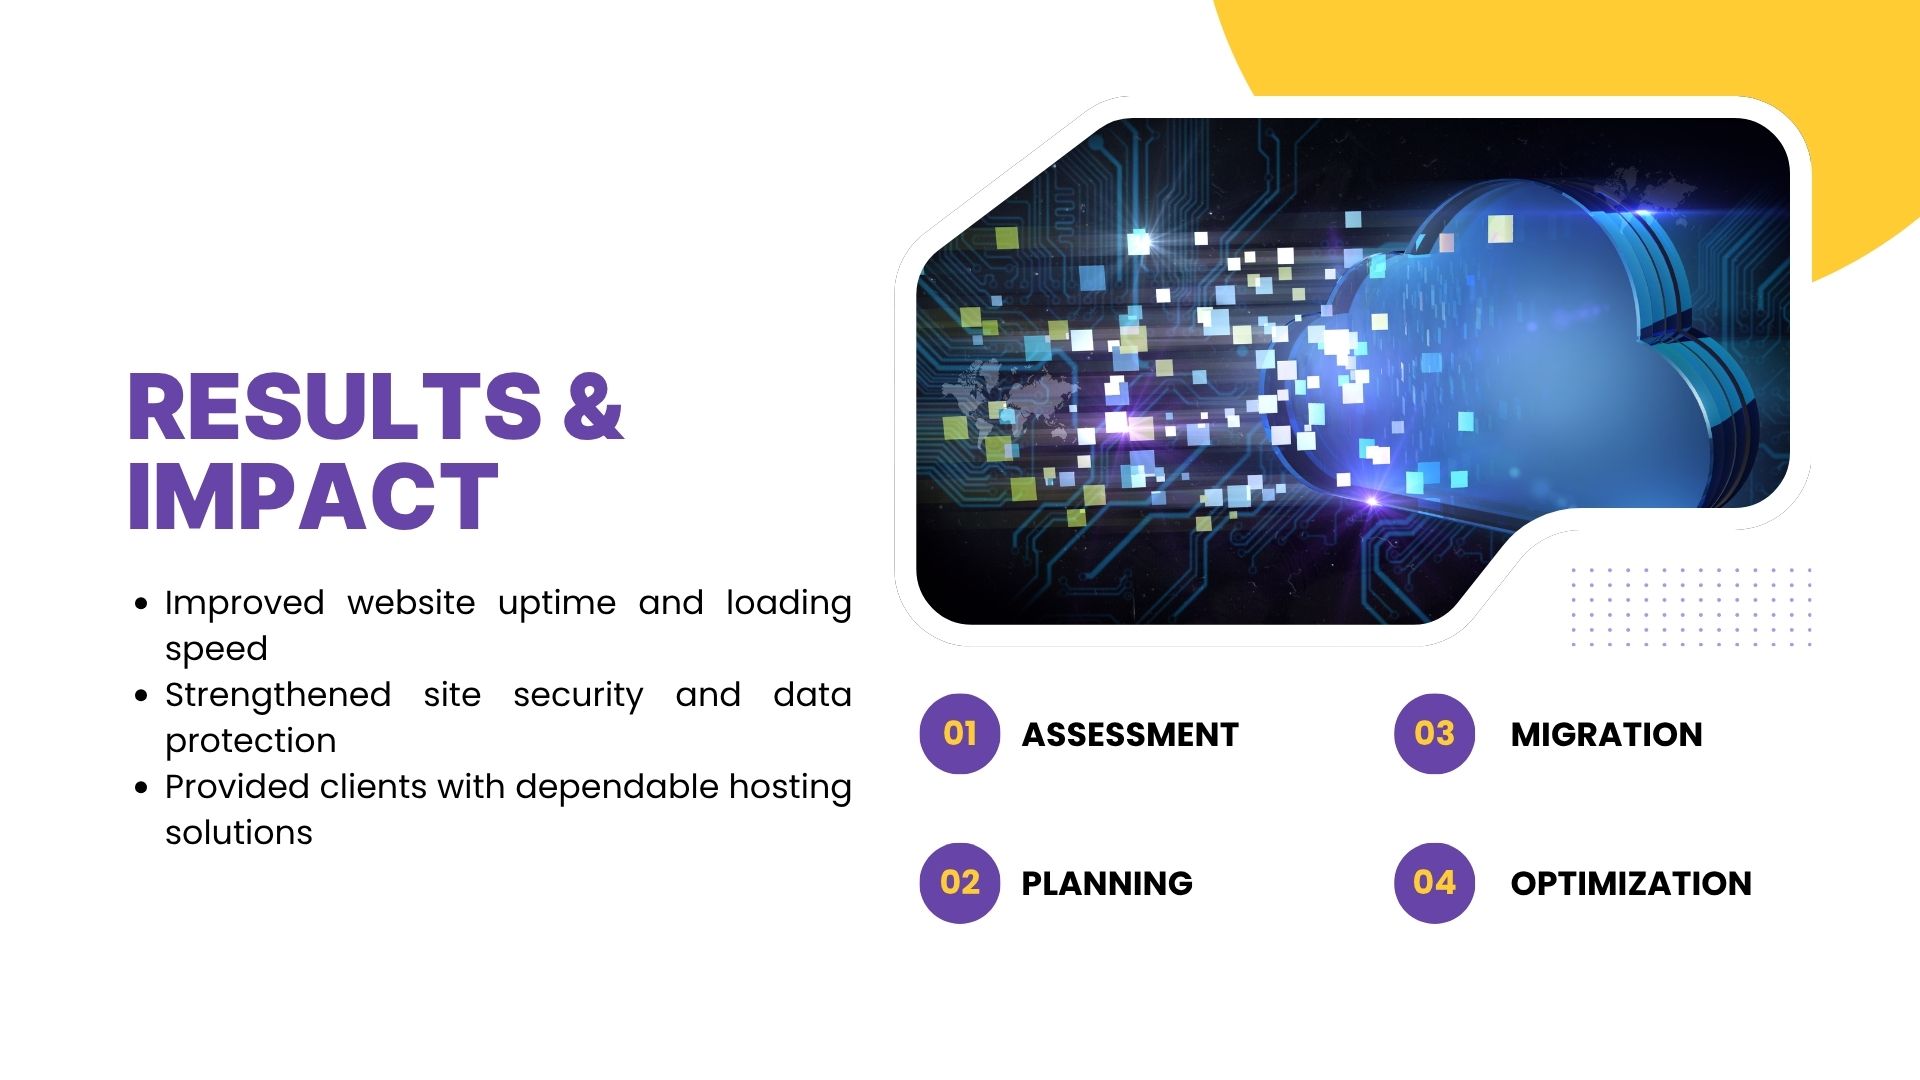 RESULTS &
IMPACT
• Improved website uptime and loading
speed
• Strengthened site security and data
protection
• Provided clients with dependable hosting
solutions
01 ASSESSMENT
02 PLANNING
03 MIGRATION
04 OPTIMIZATION